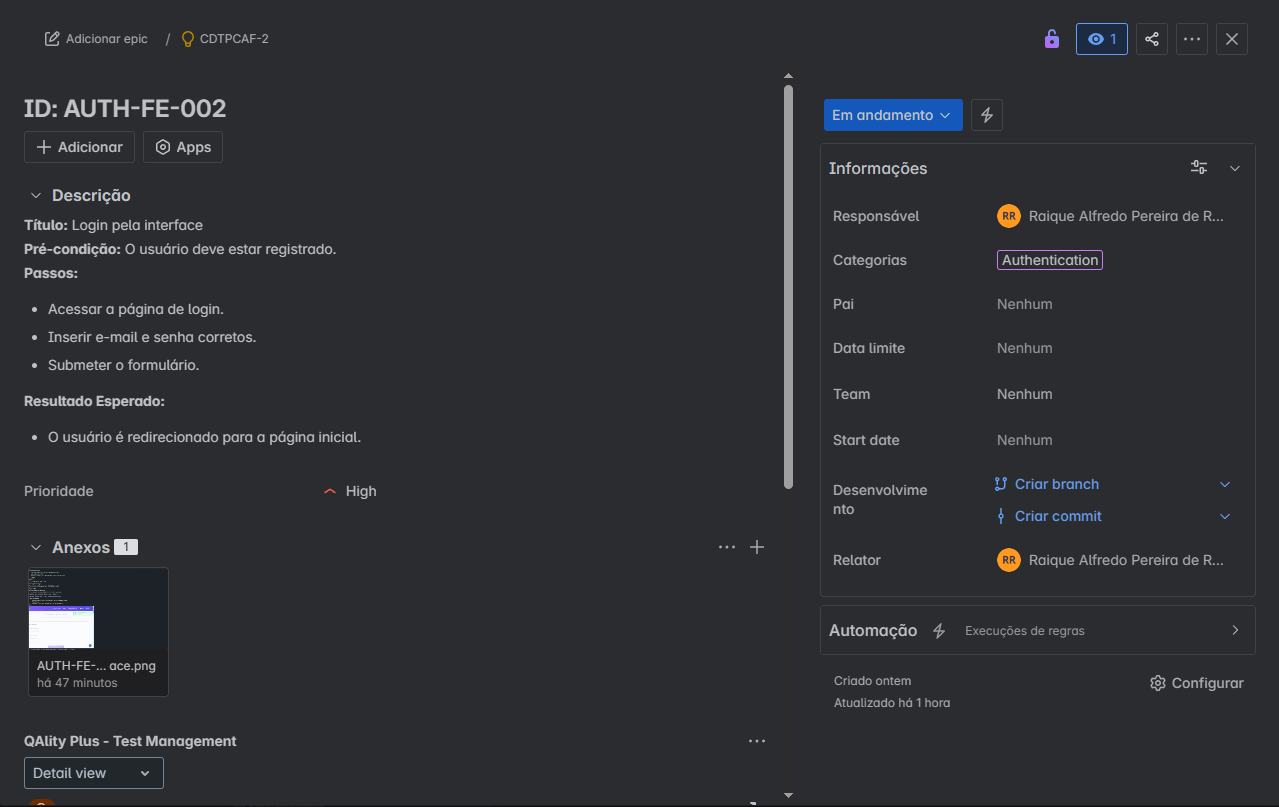 Adicionar epic / CDTPCAF-2
1
ID: AUTH-FE-002
Adicionar
Apps
Descrição
Título: Login pela interface
Pré-condição: O usuário deve estar registrado.
Passos:
• Acessar a página de login.
• Inserir e-mail e senha corretos.
• Submeter o formulário.
Resultado Esperado:
• O usuário é redirecionado para a página inicial.
Prioridade
High
Anexos 1
AUTH-FE-... ace.png
há 47 minutos
QAlity Plus - Test Management
Detail view
Em andamento
Informações
Responsável
RR Raique Alfredo Pereira de R...
Categorias
Authentication
Pai
Nenhum
Data limite
Nenhum
Team
Nenhum
Start date
Nenhum
Desenvolvime
nto
Criar branch
Criar commit
Relator
RR Raique Alfredo Pereira de R...
Automação
Execuções de regras
Criado ontem
Atualizado há 1 hora
Configurar